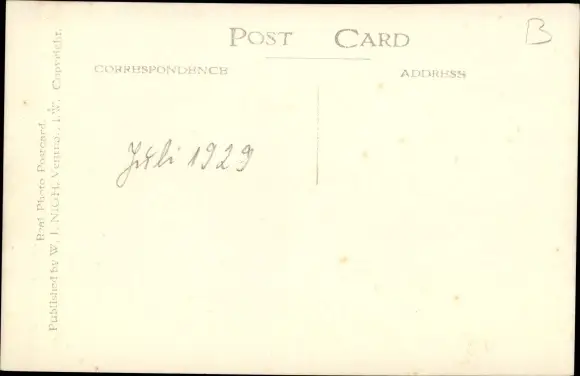 POST CARD
B
CORRESPONDENCE
ADDRESS
Juli 1929
Real Photo Postcard.
Published by W. J. NIGH, Ventnor, I.W. Copyright.